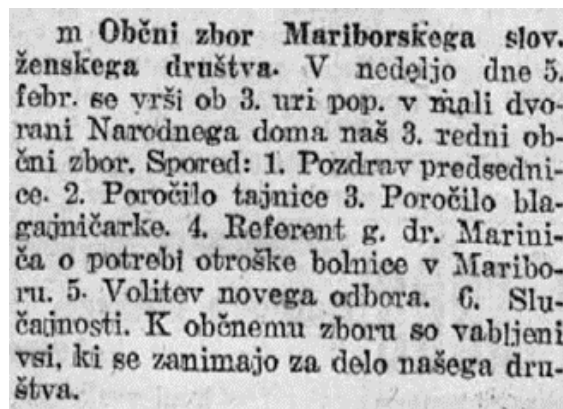 m Občni zbor Mariborskega slov.
ženskega društva. V nedeljo dne 5.
febr. se vrši ob 3. uri pop. v mali dvo-
rani Narodnega doma naš 3. redni ob-
čni zbor. Spored: 1. Pozdrav predsedni-
ce. 2. Poročilo tajnice 3. Poročilo bla-
gajničarke. 4. Referent g. dr. Marini-
ča o potrebi otroške bolnice v Maribo-
ru. 5. Volitev novega odbora. 6. Slu-
čajnosti. K občnemu zboru so vabljeni
vsi, ki se zanimajo za delo našega dru-
štva.